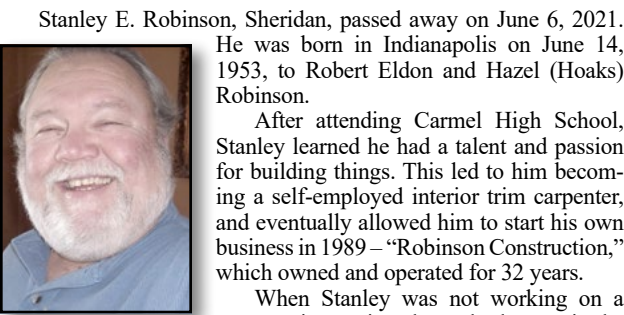 Stanley E. Robinson, Sheridan, passed away on June 6, 2021.
He was born in Indianapolis on June 14,
1953, to Robert Eldon and Hazel (Hoaks)
Robinson.
After attending Carmel High School,
Stanley learned he had a talent and passion
for building things. This led to him becom-
ing a self-employed interior trim carpenter,
and eventually allowed him to start his own
business in 1989 – “Robinson Construction,”
which owned and operated for 32 years.
When Stanley was not working on a